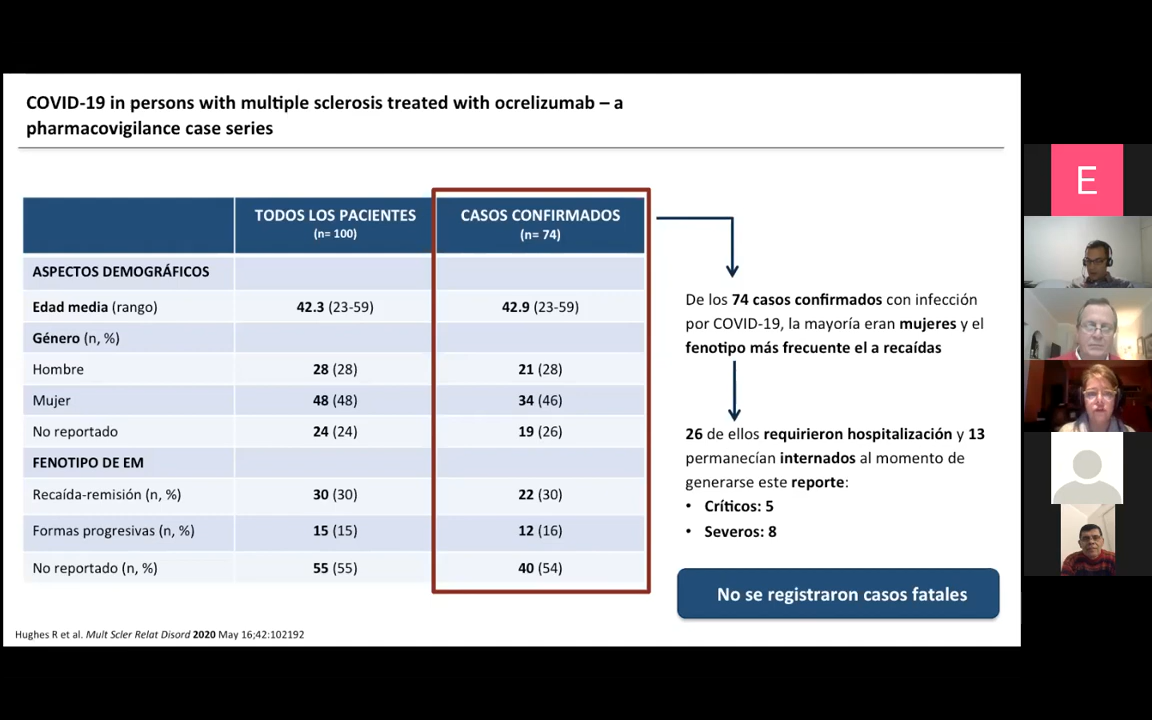 COVID-19 in persons with multiple sclerosis treated with ocrelizumab – a
pharmacovigilance case series
TODOS LOS PACIENTES
(n= 100)
CASOS CONFIRMADOS
(n= 74)
ASPECTOS DEMOGRÁFICOS
Edad media (rango) 42.3 (23-59) 42.9 (23-59)
Género (n, %)
Hombre 28 (28) 21 (28)
Mujer 48 (48) 34 (46)
No reportado 24 (24) 19 (26)
FENOTIPO DE EM
Recaída-remisión (n, %) 30 (30) 22 (30)
Formas progresivas (n, %) 15 (15) 12 (16)
No reportado (n, %) 55 (55) 40 (54)
De los 74 casos confirmados con infección
por COVID-19, la mayoría eran mujeres y el
fenotipo más frecuente el a recaídas
26 de ellos requirieron hospitalización y 13
permanecían internados al momento de
generarse este reporte:
• Críticos: 5
• Severos: 8
No se registraron casos fatales
Hughes R et al. Mult Scler Relat Disord 2020 May 16;42:102192
E